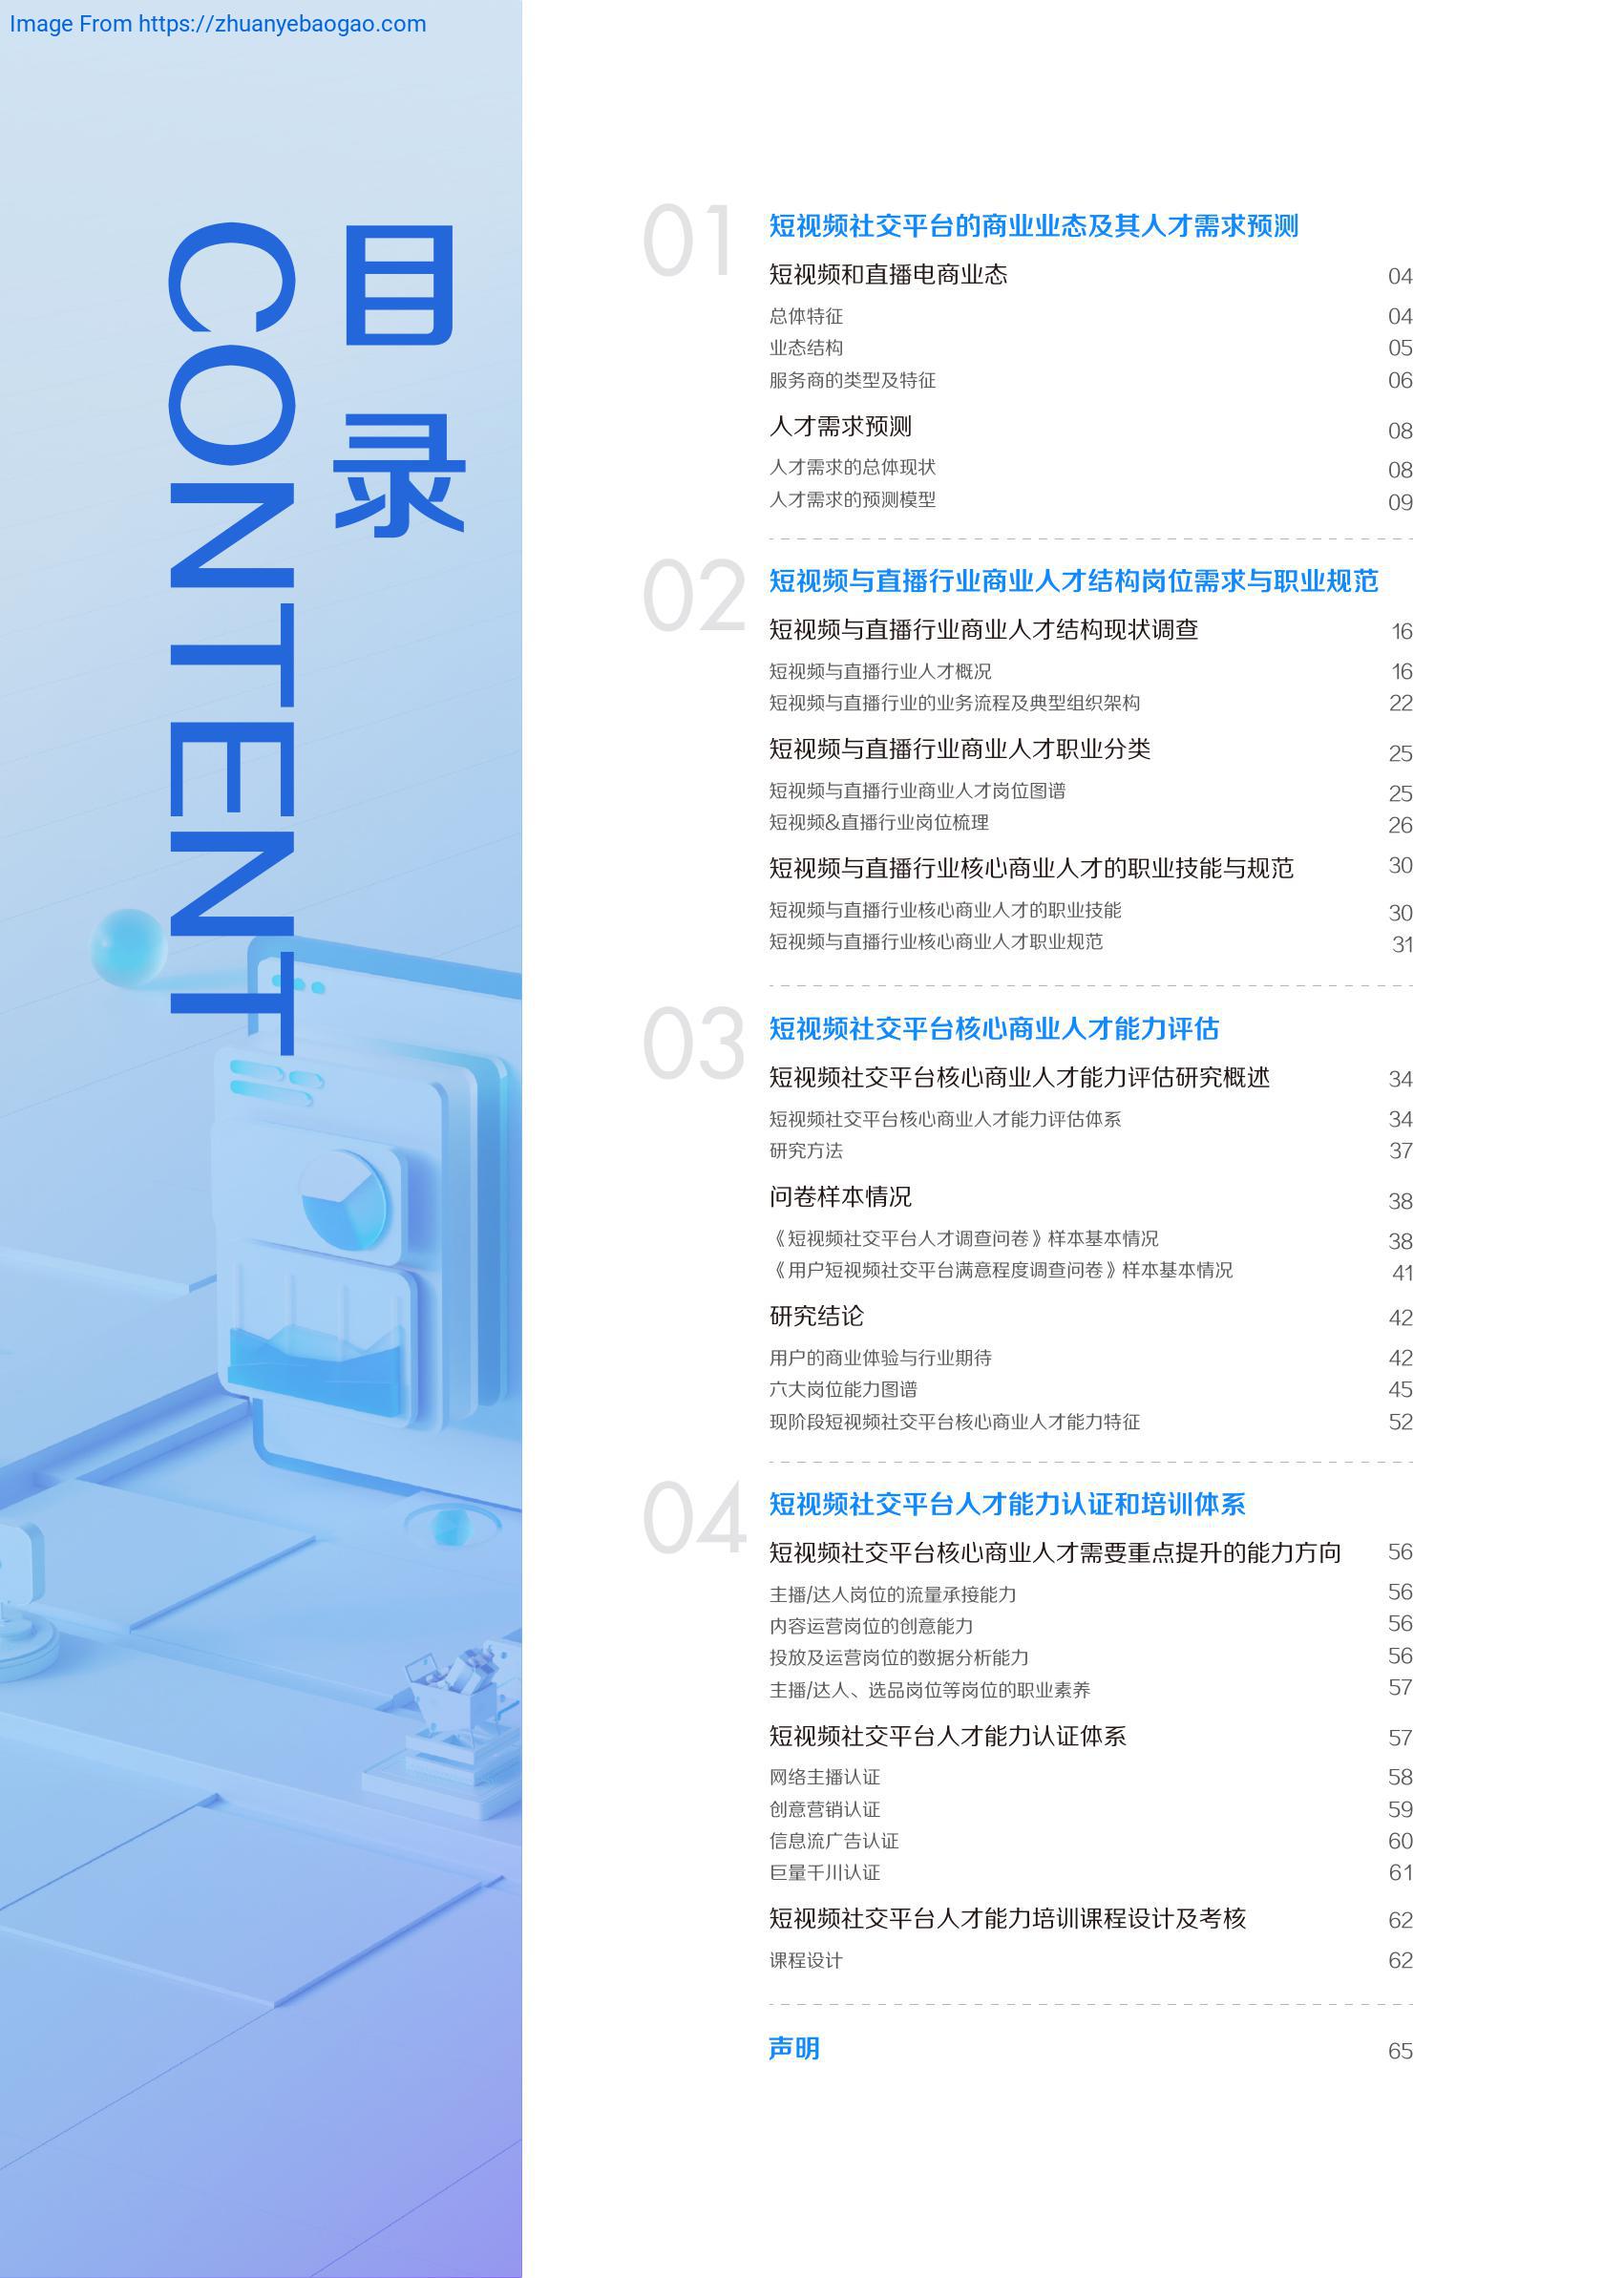 Image From https://zhuanyebaogao.com
目录
CONTENT
01
短视频社交平台的商业业态及其人才需求预测
短视频和直播电商业态 04
总体特征 04
业态结构 05
服务商的类型及特征 06
人才需求预测 08
人才需求的总体现状 08
人才需求的预测模型 09
02
短视频与直播行业商业人才结构岗位需求与职业规范
短视频与直播行业商业人才结构现状调查 16
短视频与直播行业人才概况 16
短视频与直播行业的业务流程及典型组织架构 22
短视频与直播行业商业人才职业分类 25
短视频与直播行业商业人才岗位图谱 25
短视频&直播行业岗位梳理 26
短视频与直播行业核心商业人才的职业技能与规范 30
短视频与直播行业核心商业人才的职业技能 30
短视频与直播行业核心商业人才职业规范 31
03
短视频社交平台核心商业人才能力评估
短视频社交平台核心商业人才能力评估研究概述 34
短视频社交平台核心商业人才能力评估体系 34
研究方法 37
问卷样本情况 38
《短视频社交平台人才调查问卷》样本基本情况 38
《用户短视频社交平台满意程度调查问卷》样本基本情况 41
研究结论 42
用户的商业体验与行业期待 42
六大岗位能力图谱 45
现阶段短视频社交平台核心商业人才能力特征 52
04
短视频社交平台人才能力认证和培训体系
短视频社交平台核心商业人才需要重点提升的能力方向 56
主播/达人岗位的流量承接能力 56
内容运营岗位的创意能力 56
投放及运营岗位的数据分析能力 56
主播/达人、选品岗位等岗位的职业素养 57
短视频社交平台人才能力认证体系 57
网络主播认证 58
创意营销认证 59
信息流广告认证 60
巨量千川认证 61
短视频社交平台人才能力培训课程设计及考核 62
课程设计 62
声明 65